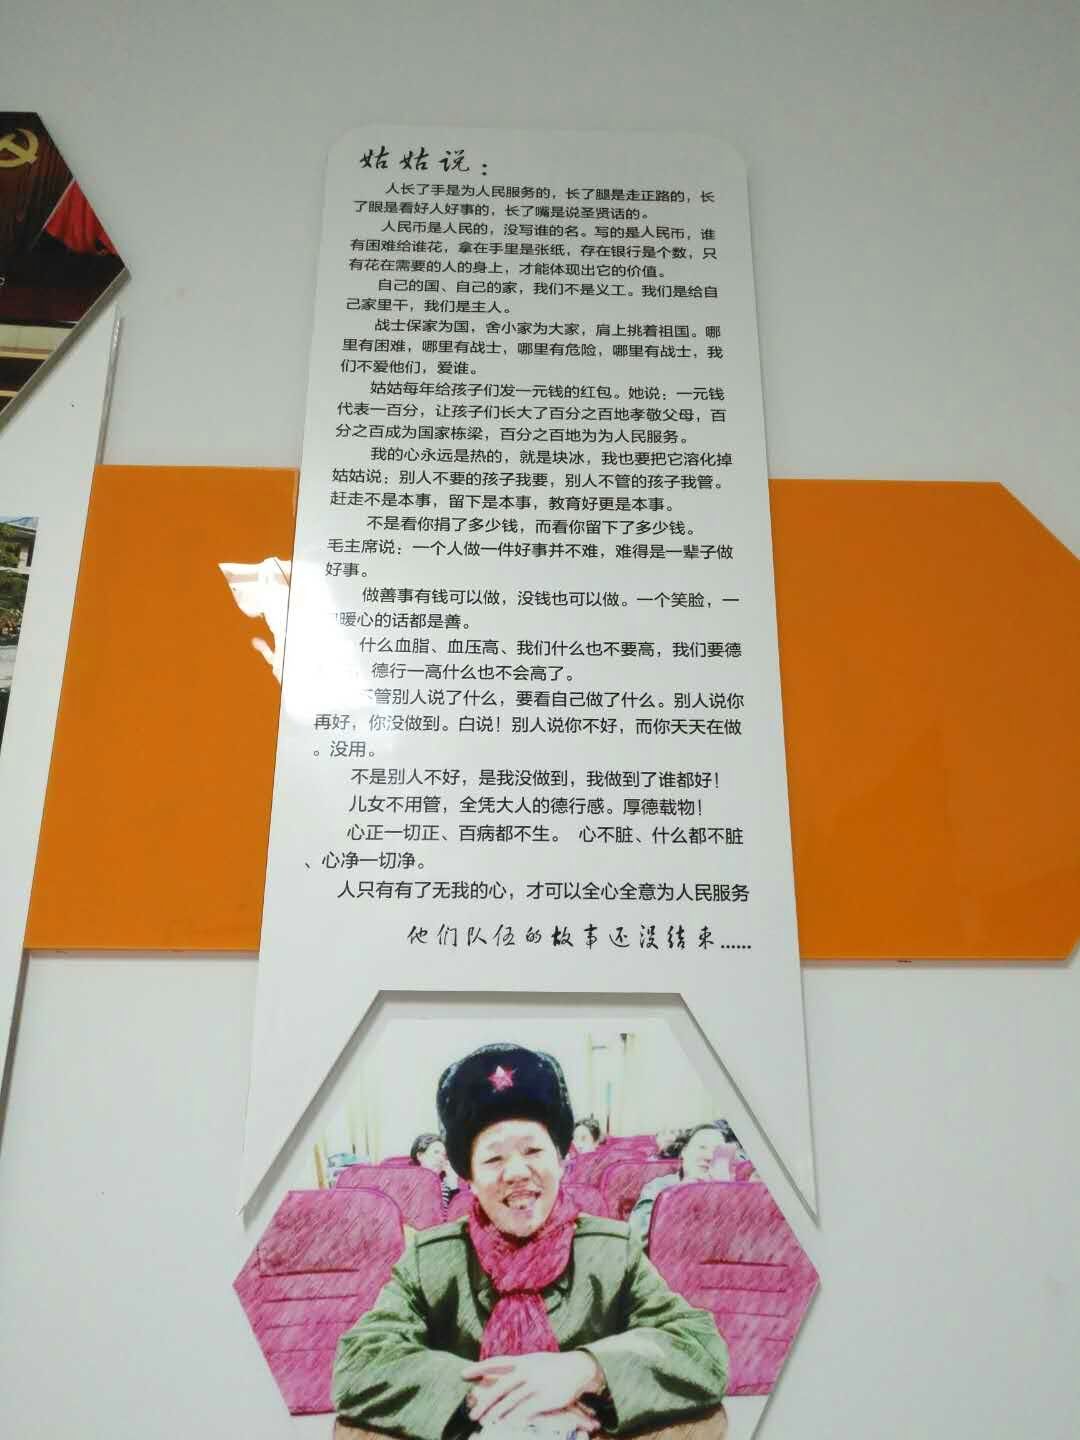 姑姑说：
人长了手是为人民服务的，长了腿是走正路的，长
了眼是看好人好事的，长了嘴是说圣贤话的。
人民币是人民的，没写谁的名。写的是人民币，谁
有困难给谁花，拿在手里是张纸，存在银行是个数，只
有花在需要的人的身上，才能体现出它的价值。
自己的国、自己的家，我们不是义工。我们是给自
己家里干，我们是主人。
战士保家为国，舍小家为大家，肩上挑着祖国。哪
里有困难，哪里有战士，哪里有危险，哪里有战士，我
们不爱他们，爱谁。
姑姑每年给孩子们发一元钱的红包。她说：一元钱
代表一百分，让孩子们长大了百分之百地孝敬父母，百
分之百成为国家栋梁，百分之百地为为人民服务。
我的心永远是热的，就是块冰，我也要把它溶化掉
姑姑说：别人不要的孩子我要，别人不管的孩子我管。
赶走不是本事，留下是本事，教育好更是本事。
不是看你捐了多少钱，而看你留下了多少钱。
毛主席说：一个人做一件好事并不难，难得是一辈子做
好事。
做善事有钱可以做，没钱也可以做。一个笑脸，一
暖心的话都是善。
什么血脂、血压高、我们什么也不要高，我们要德
，德行一高什么也不会高了。
不管别人说了什么，要看自己做了什么。别人说你
再好，你没做到。白说！别人说你不好，而你天天在做
。没用。
不是别人不好，是我没做到，我做到了谁都好！
儿女不用管，全凭大人的德行感。厚德载物！
心正一切正、百病都不生。 心不脏、什么都不脏
、心净一切净。
人只有有了无我的心，才可以全心全意为人民服务
他们队伍的故事还没结束......